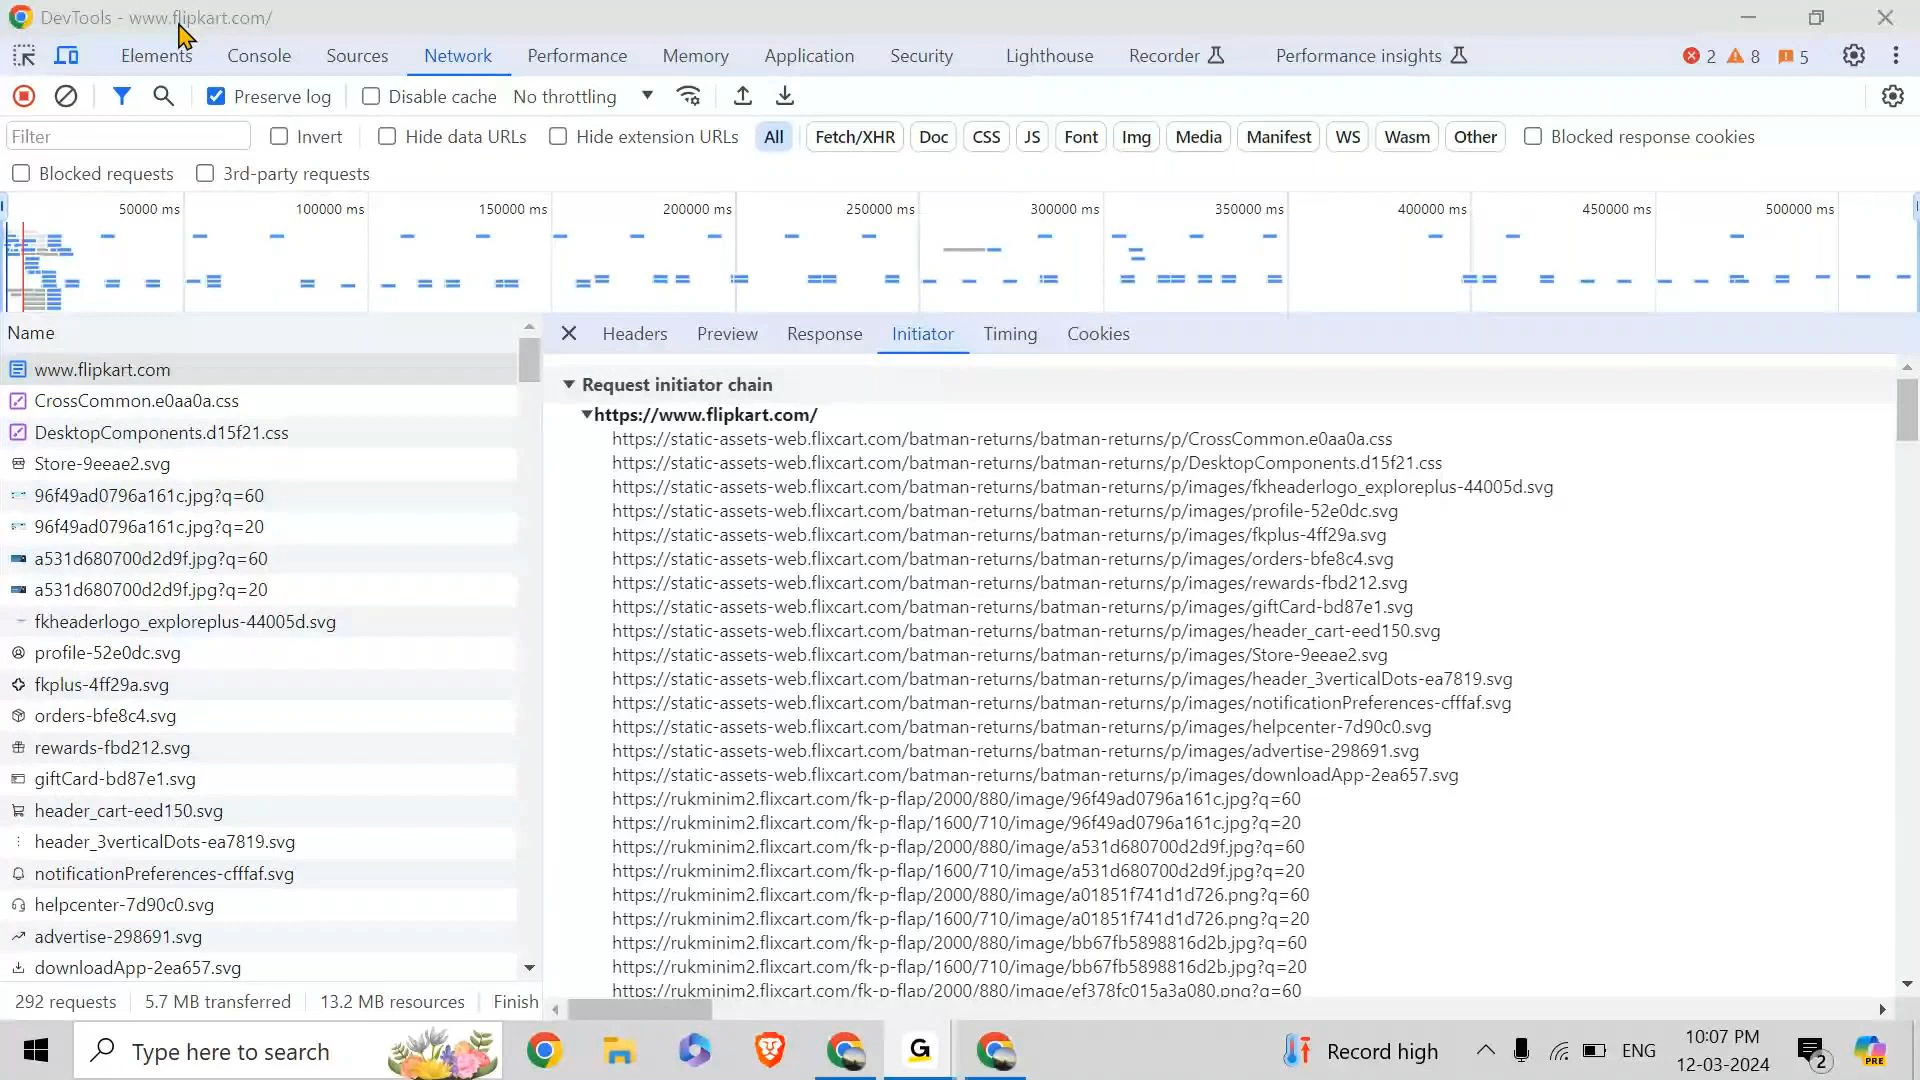 DevTools - www.flipkart.com/
Elements Console Sources Network Performance Memory Application Security Lighthouse Recorder Performance insights 2 8 5
Preserve log Disable cache No throttling
Filter Invert Hide data URLs Hide extension URLs All Fetch/XHR Doc CSS JS Font Img Media Manifest WS Wasm Other Blocked response cookies
Blocked requests 3rd-party requests
50000 ms 100000 ms 150000 ms 200000 ms 250000 ms 300000 ms 350000 ms 400000 ms 450000 ms 500000 ms
Name
www.flipkart.com
CrossCommon.e0aa0a.css
DesktopComponents.d15f21.css
Store-9eeae2.svg
96f49ad0796a161c.jpg?q=60
96f49ad0796a161c.jpg?q=20
a531d680700d2d9f.jpg?q=60
a531d680700d2d9f.jpg?q=20
fkheaderlogo_exploreplus-44005d.svg
profile-52e0dc.svg
fkplus-4ff29a.svg
orders-bfe8c4.svg
rewards-fbd212.svg
giftCard-bd87e1.svg
header_cart-eed150.svg
header_3verticalDots-ea7819.svg
notificationPreferences-cfffaf.svg
helpcenter-7d90c0.svg
advertise-298691.svg
downloadApp-2ea657.svg
292 requests 5.7 MB transferred 13.2 MB resources Finish
Headers Preview Response Initiator Timing Cookies
Request initiator chain
https://www.flipkart.com/
https://static-assets-web.flixcart.com/batman-returns/batman-returns/p/CrossCommon.e0aa0a.css
https://static-assets-web.flixcart.com/batman-returns/batman-returns/p/DesktopComponents.d15f21.css
https://static-assets-web.flixcart.com/batman-returns/batman-returns/p/images/fkheaderlogo_exploreplus-44005d.svg
https://static-assets-web.flixcart.com/batman-returns/batman-returns/p/images/profile-52e0dc.svg
https://static-assets-web.flixcart.com/batman-returns/batman-returns/p/images/fkplus-4ff29a.svg
https://static-assets-web.flixcart.com/batman-returns/batman-returns/p/images/orders-bfe8c4.svg
https://static-assets-web.flixcart.com/batman-returns/batman-returns/p/images/rewards-fbd212.svg
https://static-assets-web.flixcart.com/batman-returns/batman-returns/p/images/giftCard-bd87e1.svg
https://static-assets-web.flixcart.com/batman-returns/batman-returns/p/images/header_cart-eed150.svg
https://static-assets-web.flixcart.com/batman-returns/batman-returns/p/images/Store-9eeae2.svg
https://static-assets-web.flixcart.com/batman-returns/batman-returns/p/images/header_3verticalDots-ea7819.svg
https://static-assets-web.flixcart.com/batman-returns/batman-returns/p/images/notificationPreferences-cfffaf.svg
https://static-assets-web.flixcart.com/batman-returns/batman-returns/p/images/helpcenter-7d90c0.svg
https://static-assets-web.flixcart.com/batman-returns/batman-returns/p/images/advertise-298691.svg
https://static-assets-web.flixcart.com/batman-returns/batman-returns/p/images/downloadApp-2ea657.svg
https://rukminim2.flixcart.com/fk-p-flap/2000/880/image/96f49ad0796a161c.jpg?q=60
https://rukminim2.flixcart.com/fk-p-flap/1600/710/image/96f49ad0796a161c.jpg?q=20
https://rukminim2.flixcart.com/fk-p-flap/2000/880/image/a531d680700d2d9f.jpg?q=60
https://rukminim2.flixcart.com/fk-p-flap/1600/710/image/a531d680700d2d9f.jpg?q=20
https://rukminim2.flixcart.com/fk-p-flap/2000/880/image/a01851f741d1d726.png?q=60
https://rukminim2.flixcart.com/fk-p-flap/1600/710/image/a01851f741d1d726.png?q=20
https://rukminim2.flixcart.com/fk-p-flap/2000/880/image/bb67fb5898816d2b.jpg?q=60
https://rukminim2.flixcart.com/fk-p-flap/1600/710/image/bb67fb5898816d2b.jpg?q=20
https://rukminim2.flixcart.com/fk-p-flap/2000/880/image/ef378fc015a3a080.png?q=60
Type here to search G Record high ENG 10:07 PM
12-03-2024 2 PRE